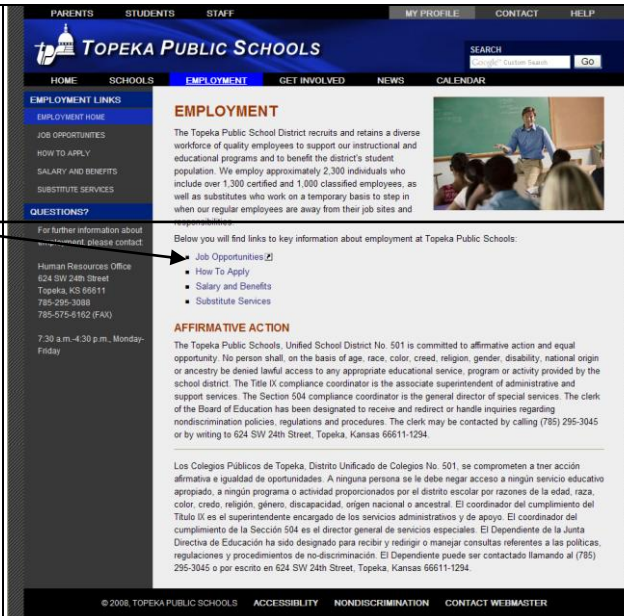 PARENTS STUDENTS STAFF MY PROFILE CONTACT HELP
TOPEKA PUBLIC SCHOOLS
SEARCH
Google™ Custom Search Go
HOME SCHOOLS EMPLOYMENT GET INVOLVED NEWS CALENDAR
EMPLOYMENT LINKS
EMPLOYMENT HOME
JOB OPPORTUNITIES
HOW TO APPLY
SALARY AND BENEFITS
SUBSTITUTE SERVICES
QUESTIONS?
For further information about
employment, please contact:
Human Resources Office
624 SW 24th Street
Topeka, KS 66611
785-295-3088
785-575-6162 (FAX)
7:30 a.m.-4:30 p.m., Monday-
Friday
EMPLOYMENT
The Topeka Public School District recruits and retains a diverse
workforce of quality employees to support our instructional and
educational programs and to benefit the district's student
population. We employ approximately 2,300 individuals who
include over 1,300 certified and 1,000 classified employees, as
well as substitutes who work on a temporary basis to step in
when our regular employees are away from their job sites and
responsibilities.
Below you will find links to key information about employment at Topeka Public Schools:
Job Opportunities
How To Apply
Salary and Benefits
Substitute Services
AFFIRMATIVE ACTION
The Topeka Public Schools, Unified School District No. 501 is committed to affirmative action and equal
opportunity. No person shall, on the basis of age, race, color, creed, religion, gender, disability, national origin
or ancestry be denied lawful access to any appropriate educational service, program or activity provided by the
school district. The Title IX compliance coordinator is the associate superintendent of administrative and
support services. The Section 504 compliance coordinator is the general director of special services. The clerk
of the Board of Education has been designated to receive and redirect or handle inquiries regarding
nondiscrimination policies, regulations and procedures. The clerk may be contacted by calling (785) 295-3045
or by writing to 624 SW 24th Street, Topeka, Kansas 66611-1294.
Los Colegios Públicos de Topeka, Distrito Unificado de Colegios No. 501, se comprometen a tner acción
afirmativa e igualdad de oportunidades. A ninguna persona se le debe negar acceso a ningún servicio educativo
apropiado, a ningún programa o actividad proporcionados por el distrito escolar por razones de la edad, raza,
color, credo, religión, género, discapacidad, orígen nacional o ancestral. El coordinador del cumplimiento del
Título IX es el superintendente encargado de los servicios administrativos y de apoyo. El coordinador del
cumplimiento de la Sección 504 es el director general de servicios especiales. El Dependiente de la Junta
Directiva de Educación ha sido designado para recibir y redirigir o manejar consultas referentes a las políticas,
regulaciones y procedimientos de no-discriminación. El Dependiente puede ser contactado llamando al (785)
295-3045 o por escrito en 624 SW 24th Street, Topeka, Kansas 66611-1294.
© 2008, TOPEKA PUBLIC SCHOOLS ACCESSIBLITY NONDISCRIMINATION CONTACT WEBMASTER